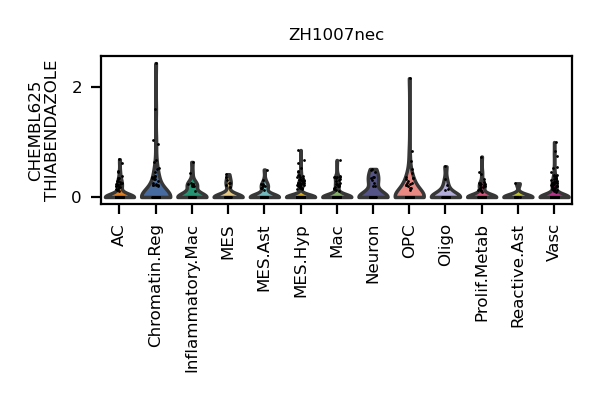 ZH1007nec
CHEMBL625
THIABENDAZOLE
2
0
AC
Chromatin.Reg
Inflammatory.Mac
MES
MES.Ast
MES.Hyp
Mac
Neuron
OPC
Oligo
Prolif.Metab
Reactive.Ast
Vasc